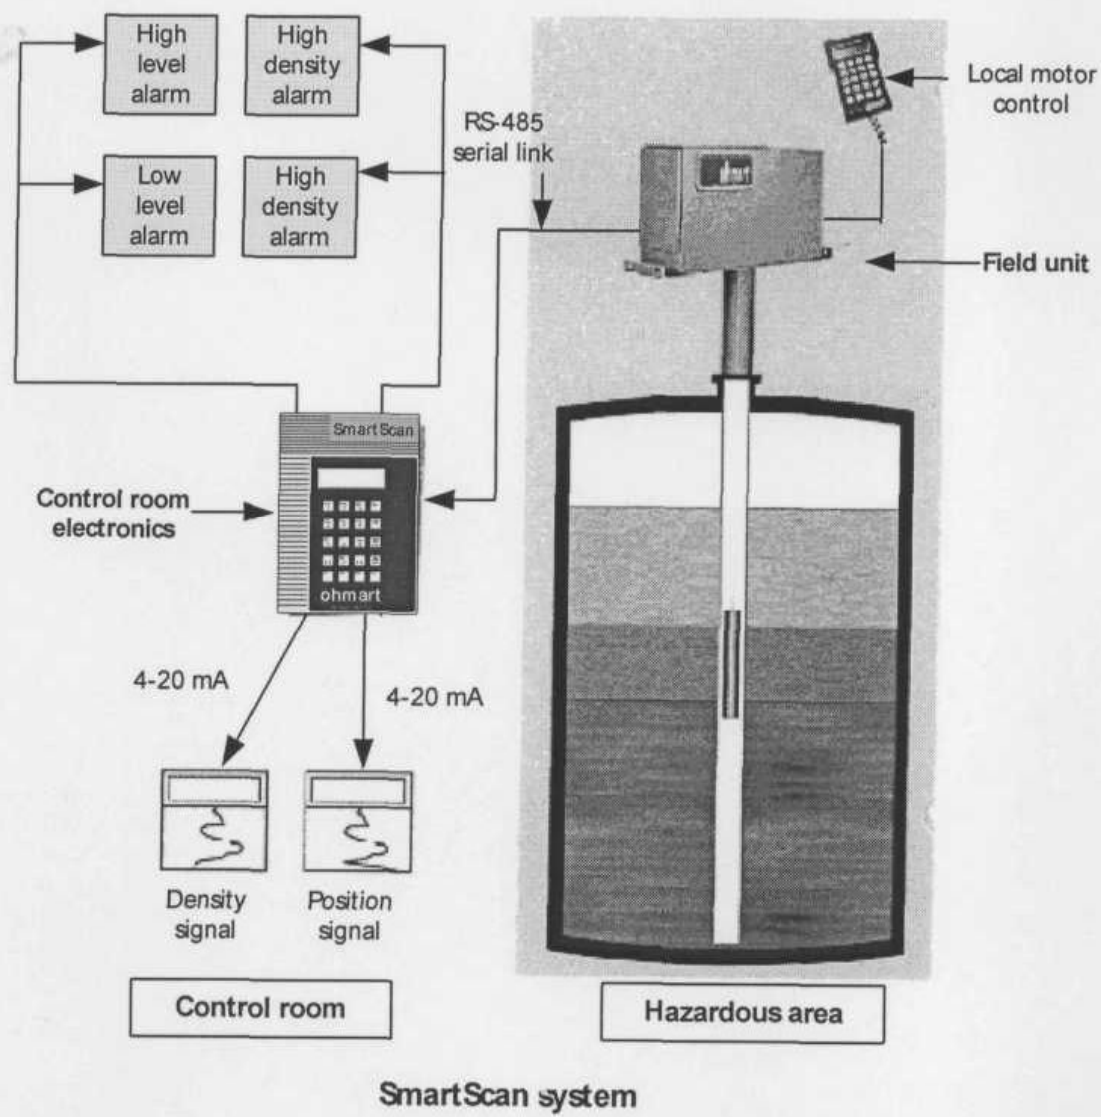 High
level
alarm
High
density
alarm
Local motor
control
RS-485
serial link
Low
level
alarm
High
density
alarm
Field unit
SmartScan
Control room
electronics
ohmart
4-20 mA
4-20 mA
Density
signal
Position
signal
Control room
Hazardous area
SmartScan system